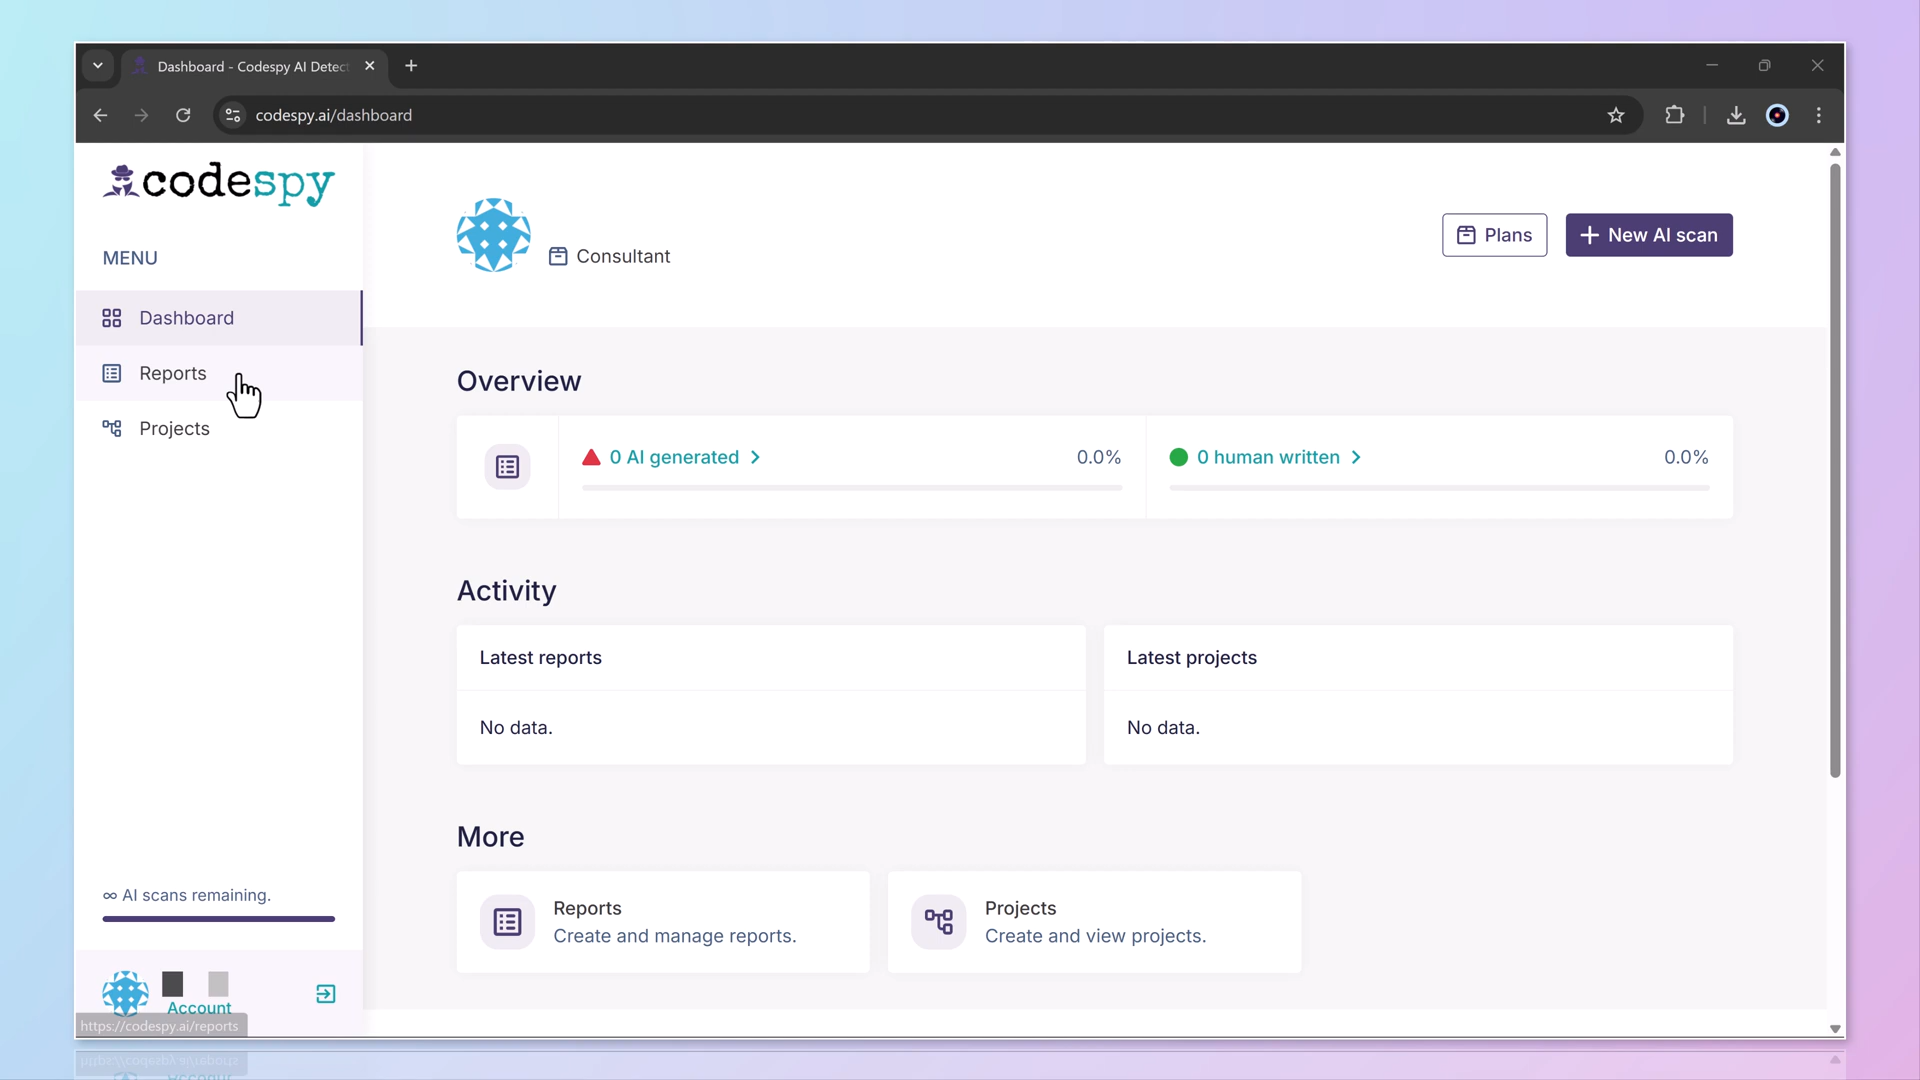 Dashboard - Codespy AI Detect
codespy.ai/dashboard
codespy
MENU
Dashboard
Reports
Projects
∞ AI scans remaining.
Account
https://codespy.ai/reports
Consultant
Plans
New AI scan
Overview
0 AI generated
0.0%
0 human written
0.0%
Activity
Latest reports
No data.
Latest projects
No data.
More
Reports
Create and manage reports.
Projects
Create and view projects.